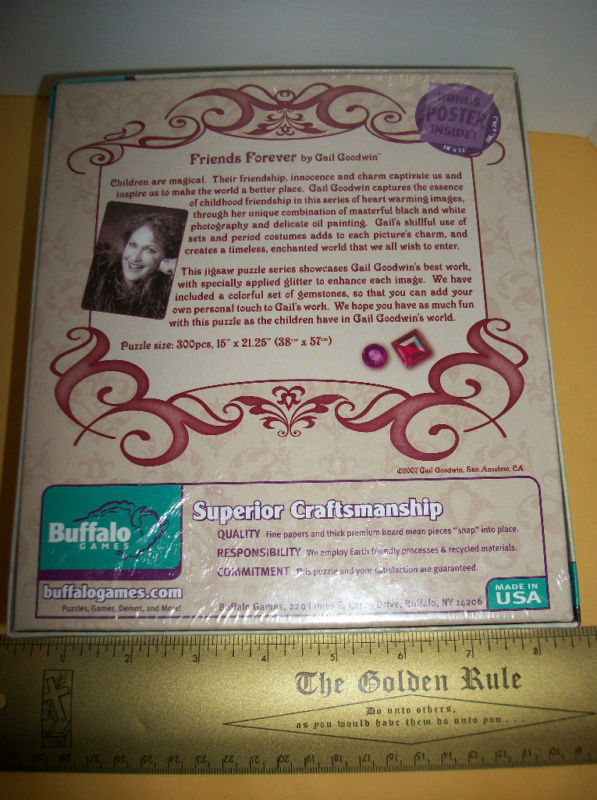 BONUS
POSTER
INSIDE!
Friends Forever by Gail Goodwin™
Children are magical. Their friendship, innocence and charm captivate us and
inspire us to make the world a better place. Gail Goodwin captures the essence
of childhood friendship in this series of heart warming images,
through her unique combination of masterful black and white
photography and delicate oil painting. Gail's skillful use of
sets and period costumes adds to each picture's charm, and
creates a timeless, enchanted world that we all wish to enter.
This jigsaw puzzle series showcases Gail Goodwin's best work,
with specially applied glitter to enhance each image. We have
included a colorful set of gemstones, so that you can add your
own personal touch to Gail's work. We hope you have as much fun
with this puzzle as the children have in Gail Goodwin's world.
Puzzle size: 300pcs, 15" x 21.25" (38cm x 57cm)
©2007 Gail Goodwin, San Anselmo, CA
Buffalo
GAMES
buffalogames.com
Puzzles, Games, Demos, and More!
Superior Craftsmanship
QUALITY Fine papers and thick premium board mean pieces "snap" into place.
RESPONSIBILITY We employ Earth friendly processes & recycled materials.
COMMITMENT This puzzle and your satisfaction are guaranteed.
Buffalo Games, 220 James E. Casey Drive, Buffalo, NY 14206
MADE IN
USA
1 2 3 4 5 6 7 8
The Golden Rule
Do unto others,
as you would have them do unto you . . .